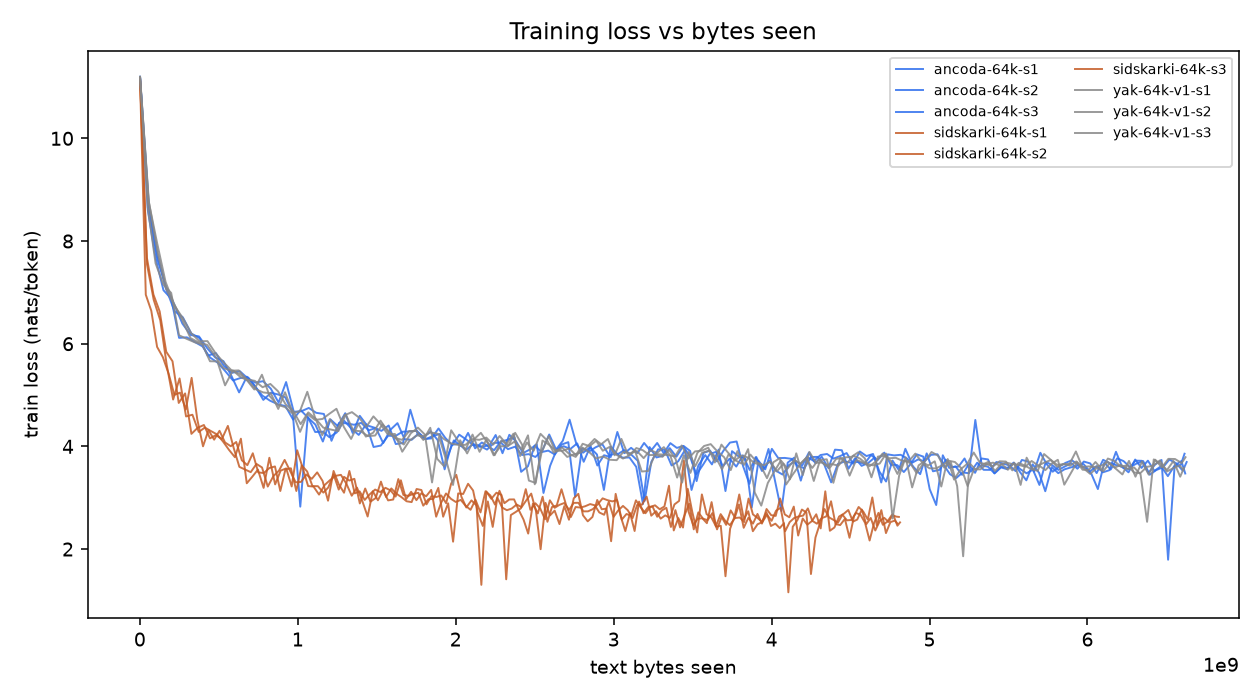 Training loss vs bytes seen
ancoda-64k-s1
ancoda-64k-s2
ancoda-64k-s3
sidskarki-64k-s1
sidskarki-64k-s2
sidskarki-64k-s3
yak-64k-v1-s1
yak-64k-v1-s2
yak-64k-v1-s3
train loss (nats/token)
10
8
6
4
2
0 1 2 3 4 5 6
1e9
text bytes seen